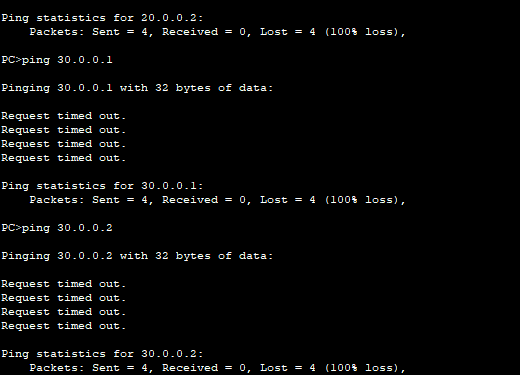 Ping statistics for 20.0.0.2:
    Packets: Sent = 4, Received = 0, Lost = 4 (100% loss),
PC>ping 30.0.0.1
Pinging 30.0.0.1 with 32 bytes of data:
Request timed out.
Request timed out.
Request timed out.
Request timed out.
Ping statistics for 30.0.0.1:
    Packets: Sent = 4, Received = 0, Lost = 4 (100% loss),
PC>ping 30.0.0.2
Pinging 30.0.0.2 with 32 bytes of data:
Request timed out.
Request timed out.
Request timed out.
Request timed out.
Ping statistics for 30.0.0.2:
    Packets: Sent = 4, Received = 0, Lost = 4 (100% loss),